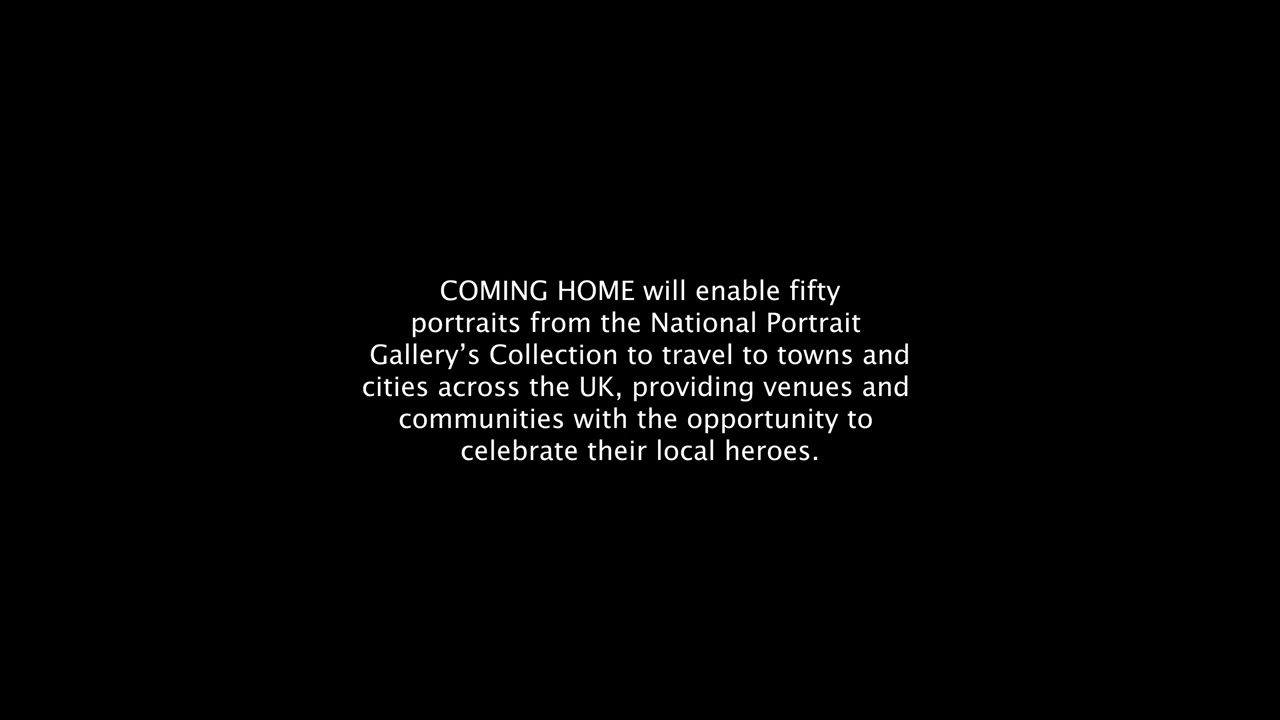 COMING HOME will enable fifty
portraits from the National Portrait
Gallery’s Collection to travel to towns and
cities across the UK, providing venues and
communities with the opportunity to
celebrate their local heroes.